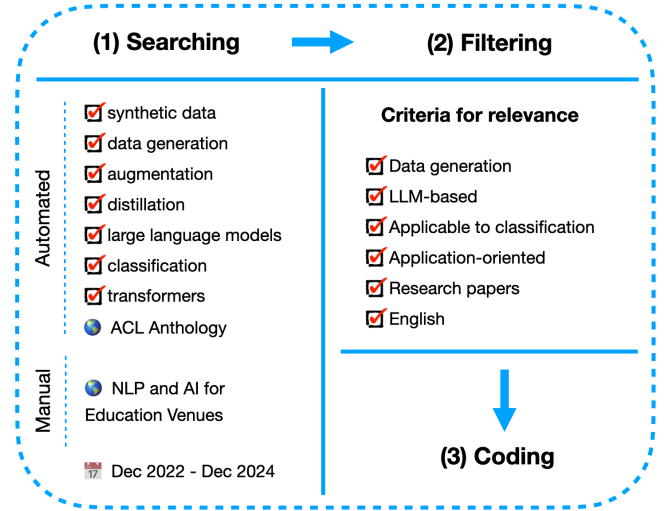 (1) Searching
(2) Filtering
Automated
synthetic data
data generation
augmentation
distillation
large language models
classification
transformers
ACL Anthology
Manual
NLP and AI for
Education Venues
17
Dec 2022 - Dec 2024
Criteria for relevance
Data generation
LLM-based
Applicable to classification
Application-oriented
Research papers
English
(3) Coding